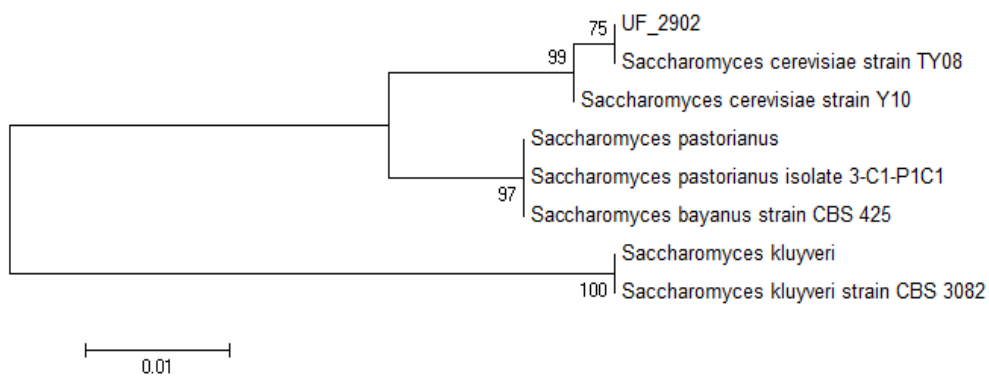 75
UF_2902
99
Saccharomyces cerevisiae strain TY08
Saccharomyces cerevisiae strain Y10
Saccharomyces pastorianus
Saccharomyces pastorianus isolate 3-C1-P1C1
97
Saccharomyces bayanus strain CBS 425
Saccharomyces kluyveri
100
Saccharomyces kluyveri strain CBS 3082
0.01